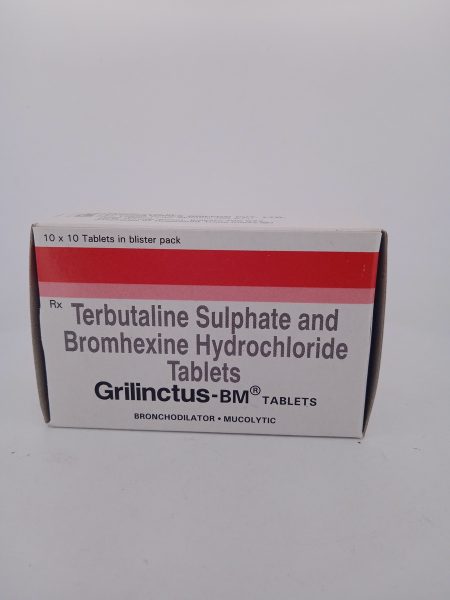 10 x 10 Tablets in blister pack
Rx
Terbutaline Sulphate and
Bromhexine Hydrochloride
Tablets
Grilinctus-BM® TABLETS
BRONCHODILATOR • MUCOLYTIC